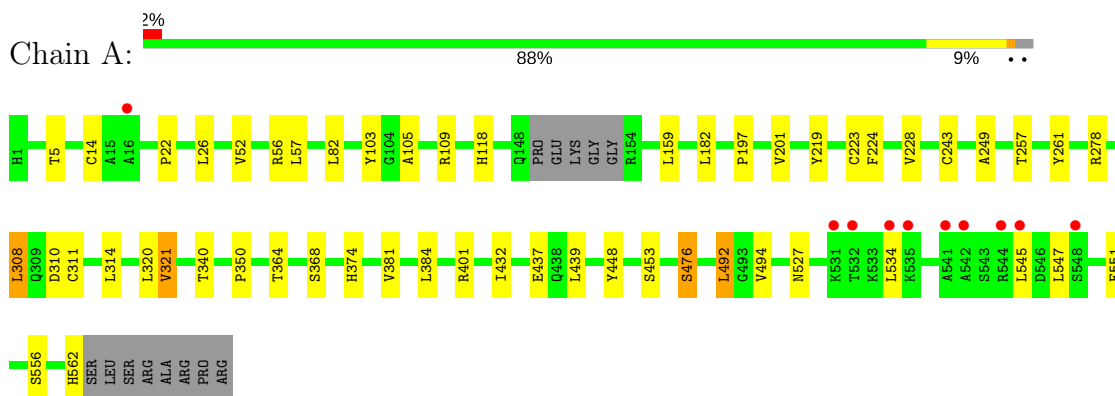 2%
Chain A:
88% 9% • •
H1 T5 C14 A15 A16 P22 L26 V52 R56 L57 L82 Y103 G104 A105 R109 H118 Q148 PRO GLU LYS GLY GLY R154 L159 L182 P197 V201 Y219 C223 F224 V228 C243 A249 T257 Y261 R278
L308 Q309 D310 C311 L314 L320 V321 T340 P350 T364 S368 H374 V381 L384 R401 I432 E437 Q438 L439 Y448 S453 S476 L492 G493 V494 N527 K531 T532 K533 L534 K535 A541 A542 S543 R544 L545 D546 L547 S548
S556 H562 SER LEU SER ARG ALA ARG PRO ARG